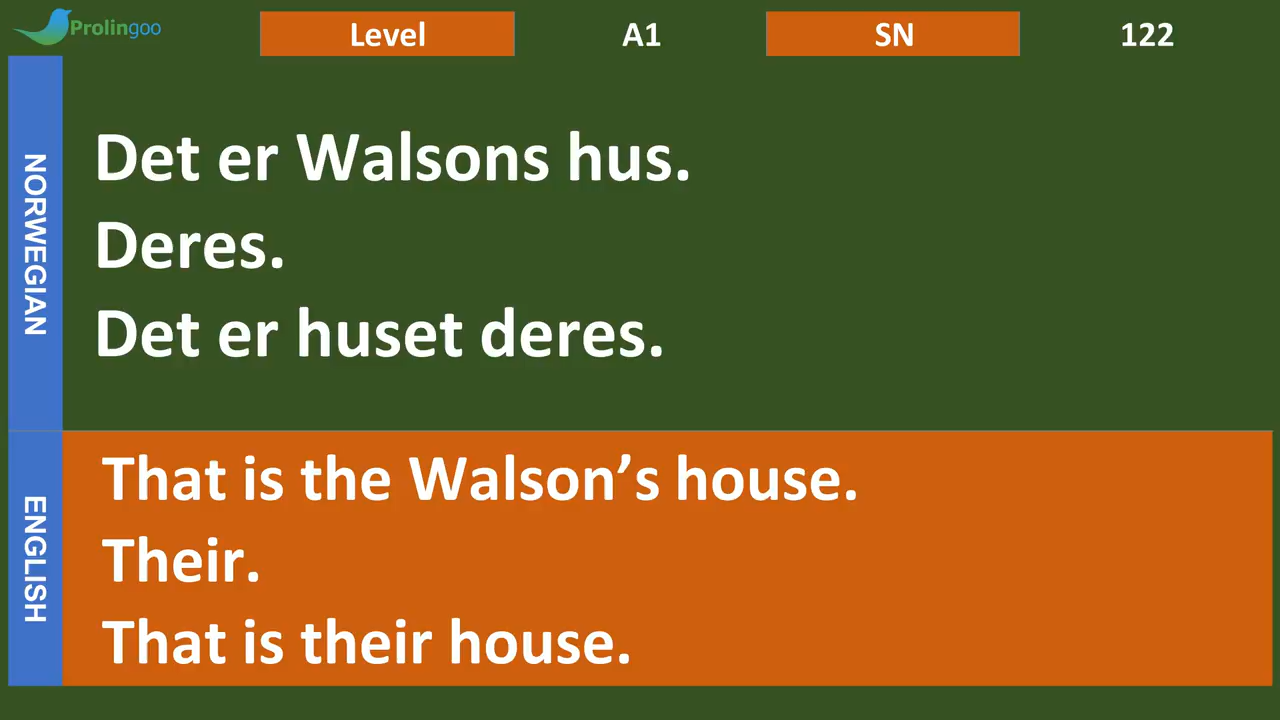 Prolingoo
Level A1 SN 122
NORWEGIAN
Det er Walsons hus.
Deres.
Det er huset deres.
ENGLISH
That is the Walson’s house.
Their.
That is their house.